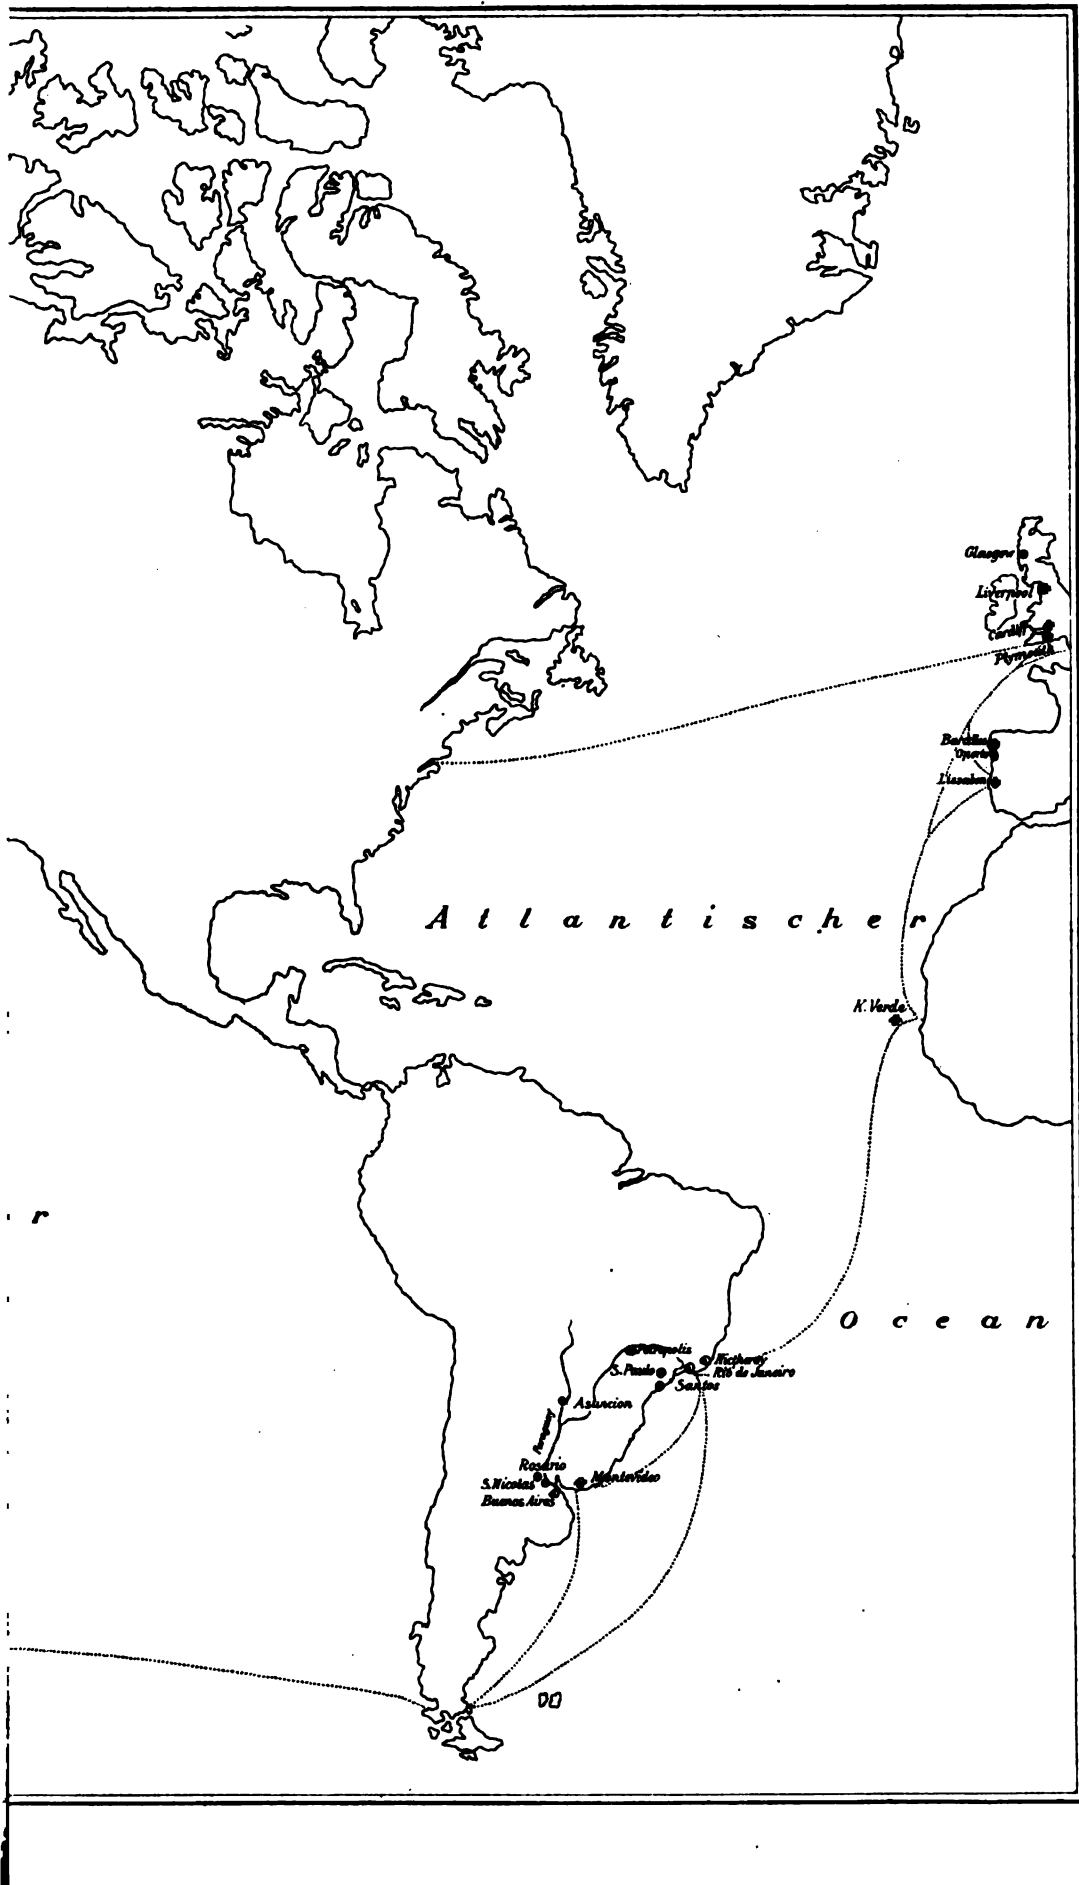 Glasgow
Liverpool
Cardiff
Plymouth
Oporto
Lissabon
Atlantischer
K. Verde
r
Ocean
Petropolis
Nictheroy
S. Paulo
Rio de Janeiro
Santos
Asuncion
Paraguay
Rosario
S. Nicolas
Montevideo
Buenos Aires